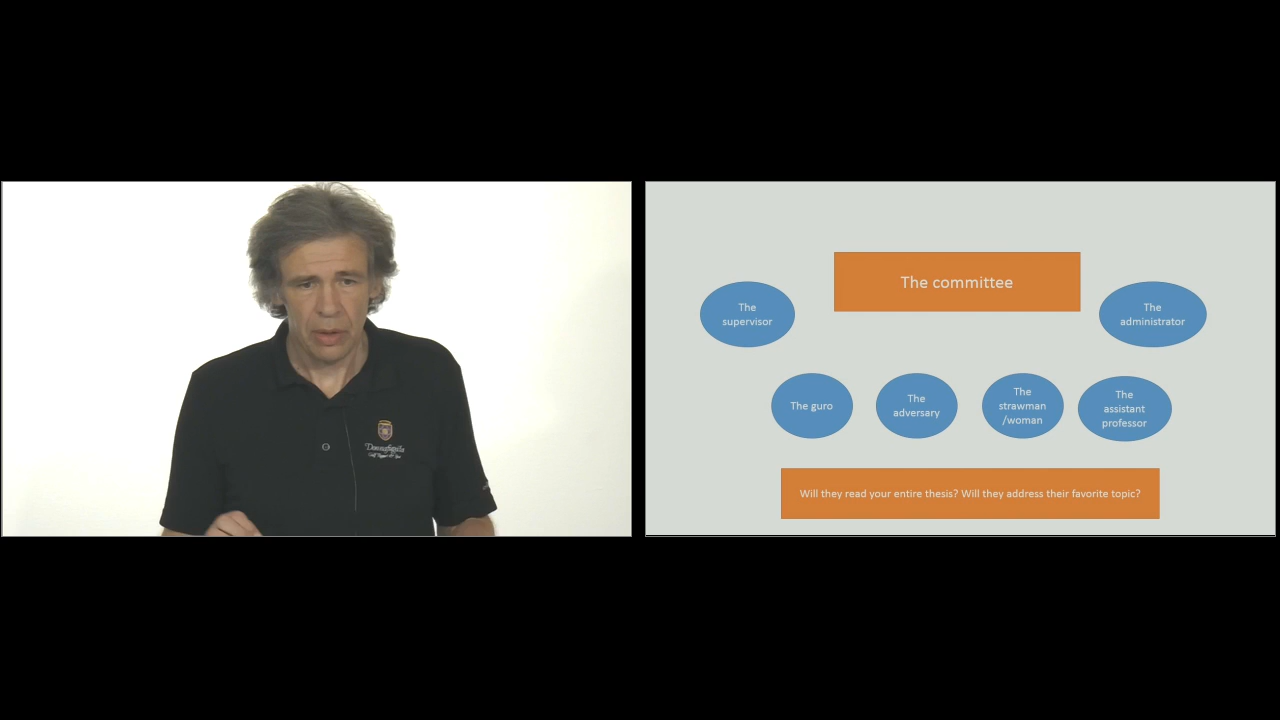 The committee
The
supervisor
The
administrator
The guro
The
adversary
The
strawman
/woman
The
assistant
professor
Will they read your entire thesis? Will they address their favorite topic?